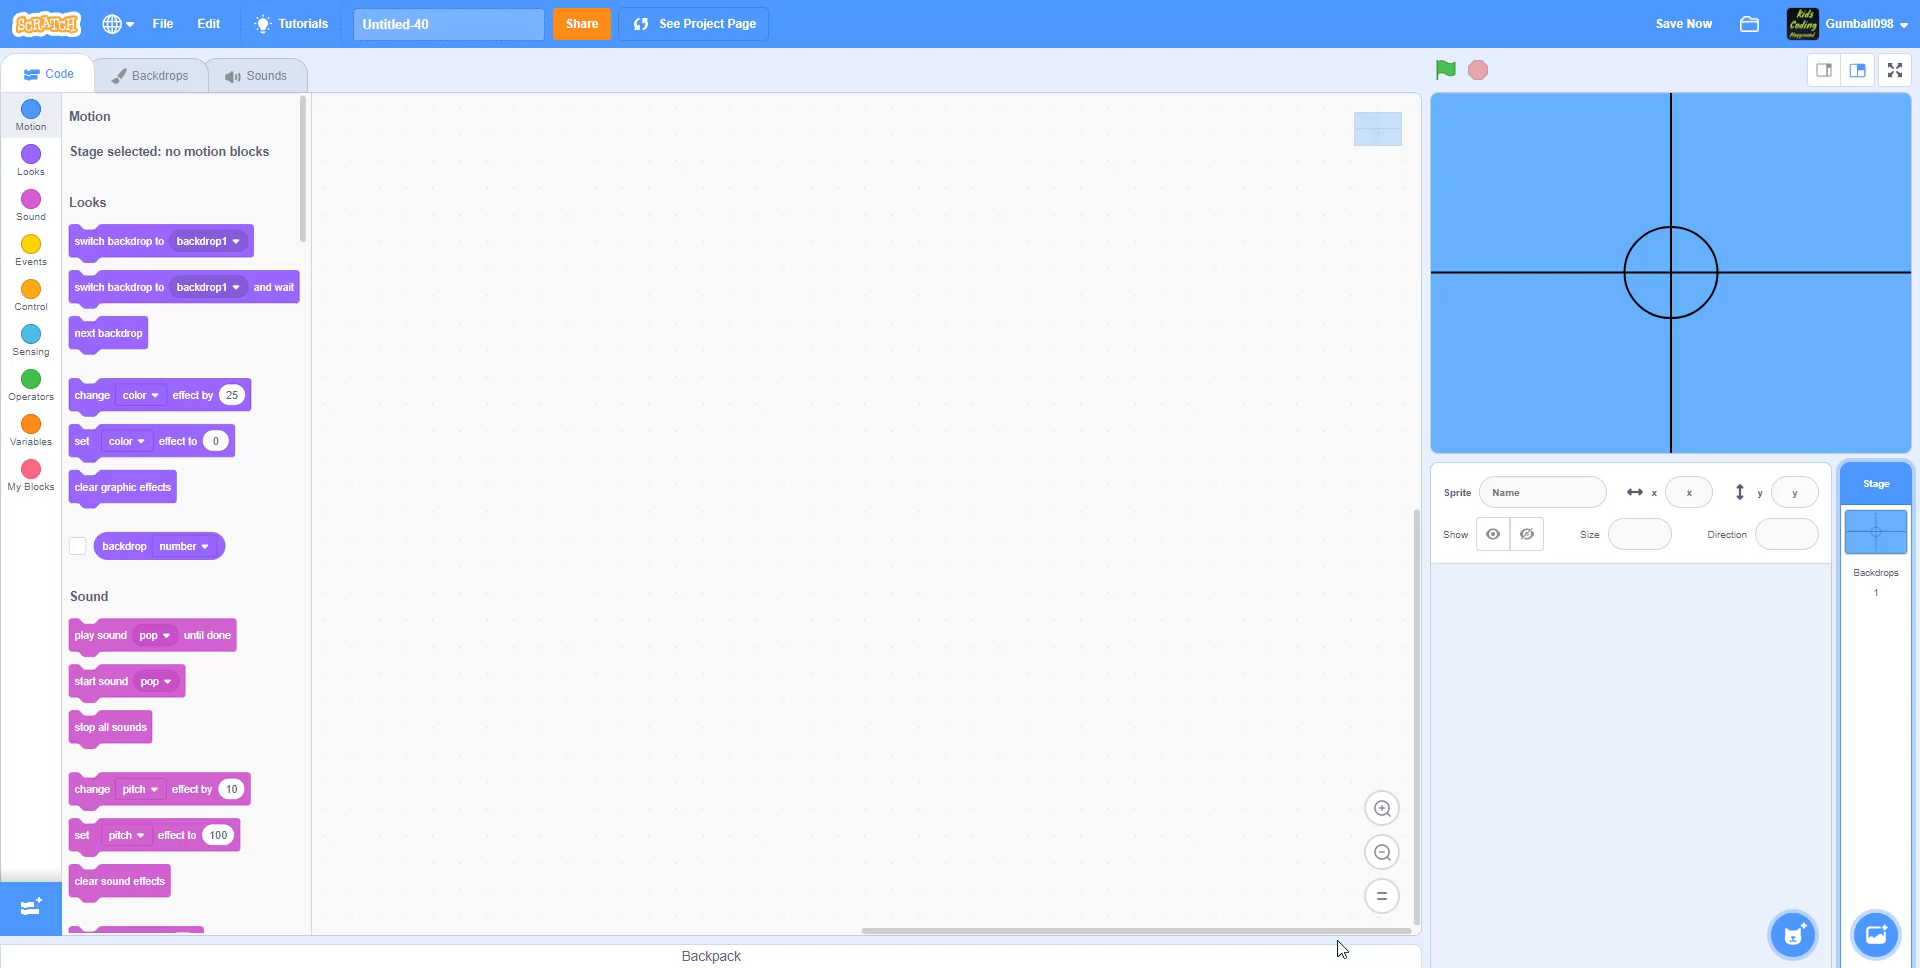 SCRATCH File Edit Tutorials Untitled-40 Share See Project Page Save Now Kids Coding Playground Gumball098
Code Backdrops Sounds
Motion
Looks
Sound
Events
Control
Sensing
Operators
Variables
My Blocks
Motion
Stage selected: no motion blocks
Looks
switch backdrop to backdrop1
switch backdrop to backdrop1 and wait
next backdrop
change color effect by 25
set color effect to 0
clear graphic effects
backdrop number
Sound
play sound pop until done
start sound pop
stop all sounds
change pitch effect by 10
set pitch effect to 100
clear sound effects
Backpack
Sprite Name x x y y
Show Size Direction
Stage
Backdrops
1